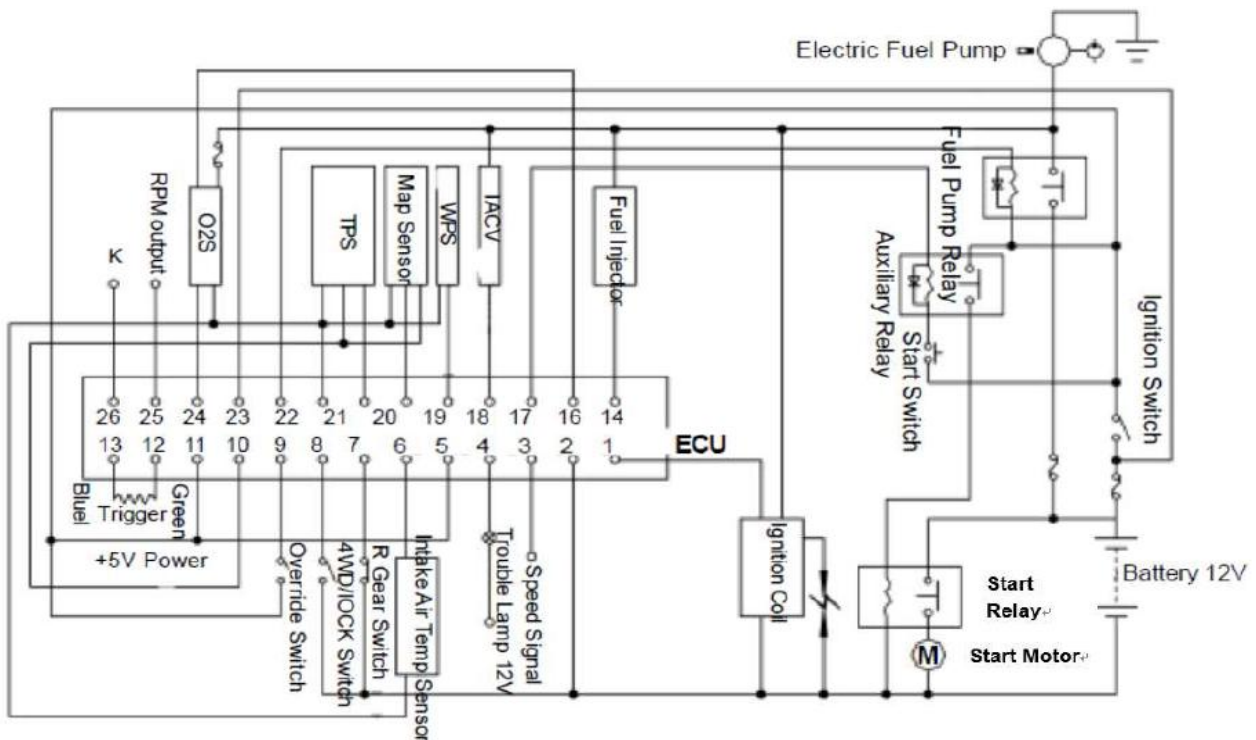 Electric Fuel Pump
Fuel Pump Relay
Auxiliary Relay
Start Switch
Ignition Switch
K
RPM output
O2S
TPS
Map Sensor
WPS
IACV
Fuel Injector
26 25 24 23 22 21 20 19 18 17 16 14
13 12 11 10 9 8 7 6 5 4 3 2 1
ECU
Bluel
Trigger
Green
+5V Power
Override Switch
4WD/lOCK Switch
R Gear Switch
Intake Air Temp Sensor
Trouble Lamp 12V
Speed Signal
Ignition Coil
Start
Relay
M
Start Motor
Battery 12V